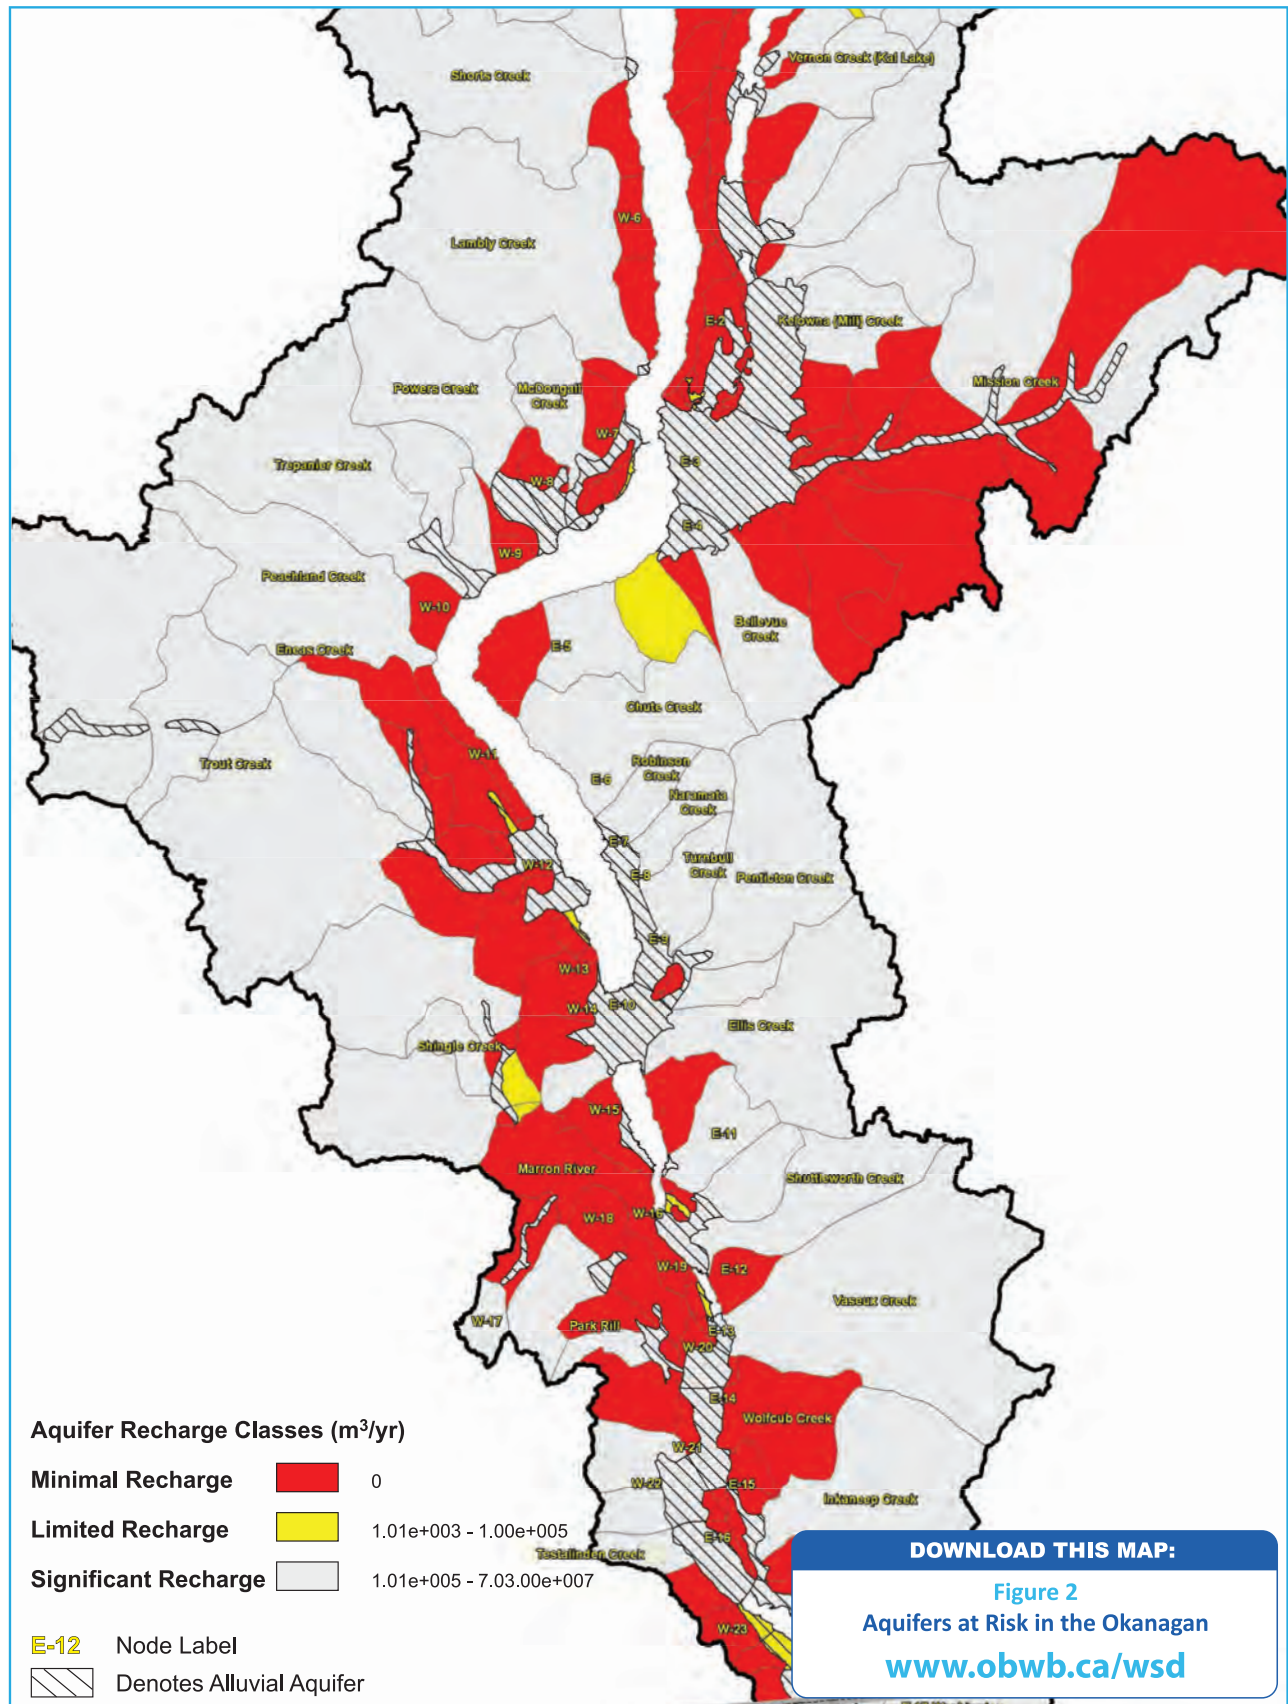 Vernon Creek (Kal Lake)
Shorts Creek
W-6
Lambly Creek
E-2
Kelowna (Mill) Creek
Mission Creek
Powers Creek
McDougall
Creek
W-7
Trepanier Creek
E-3
W-8
E-4
W-9
Peachland Creek
W-10
Bellevue
Creek
Eneas Creek
E-5
Chute Creek
W-11
Trout Creek
Robinson
Creek
E-6
Naramata
Creek
E-7
W-12
Turnbull
Creek
E-8
Penticton Creek
E-9
W-13
W-14
E-10
Ellis Creek
Shingle Creek
W-15
E-11
Marron River
Shuttleworth Creek
W-16
W-18
W-19
E-12
Vaseux Creek
W-17
Park Rill
E-13
W-20
E-14
Wolfcub Creek
W-21
W-22
E-15
Inkaneep Creek
E-16
Testalinden Creek
W-23
Aquifer Recharge Classes (m³/yr)
Minimal Recharge 0
Limited Recharge 1.01e+003 - 1.00e+005
Significant Recharge 1.01e+005 - 7.03.00e+007
E-12 Node Label
Denotes Alluvial Aquifer
DOWNLOAD THIS MAP:
Figure 2
Aquifers at Risk in the Okanagan
www.obwb.ca/wsd